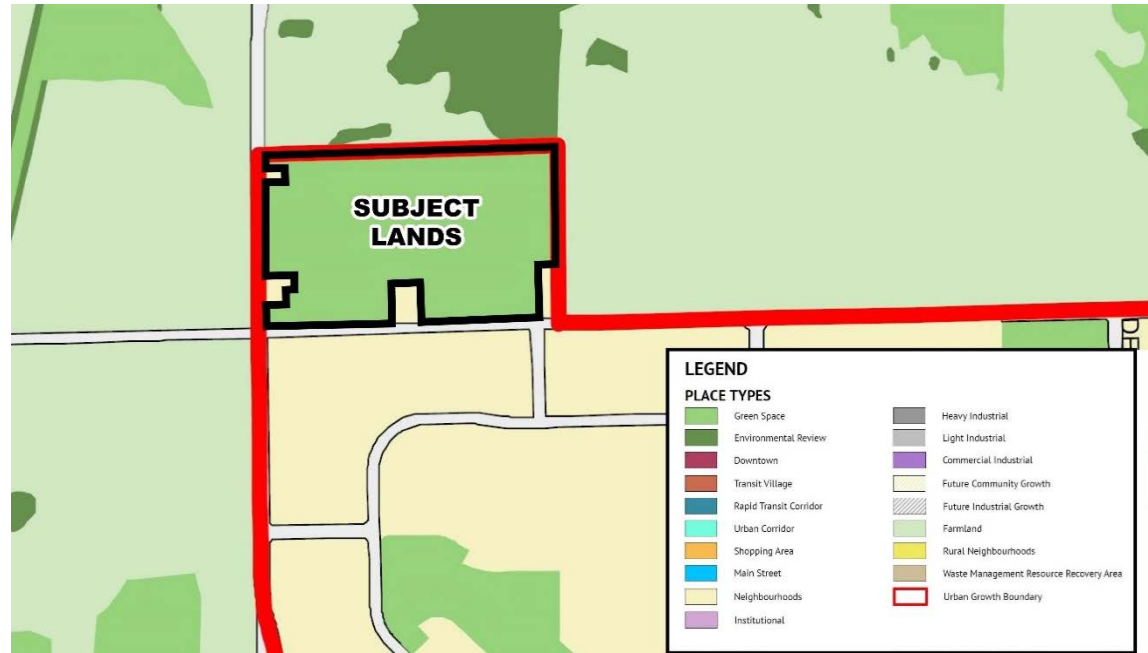 SUBJECT
LANDS
LEGEND
PLACE TYPES
Green Space
Environmental Review
Downtown
Transit Village
Rapid Transit Corridor
Urban Corridor
Shopping Area
Main Street
Neighbourhoods
Institutional
Heavy Industrial
Light Industrial
Commercial Industrial
Future Community Growth
Future Industrial Growth
Farmland
Rural Neighbourhoods
Waste Management Resource Recovery Area
Urban Growth Boundary